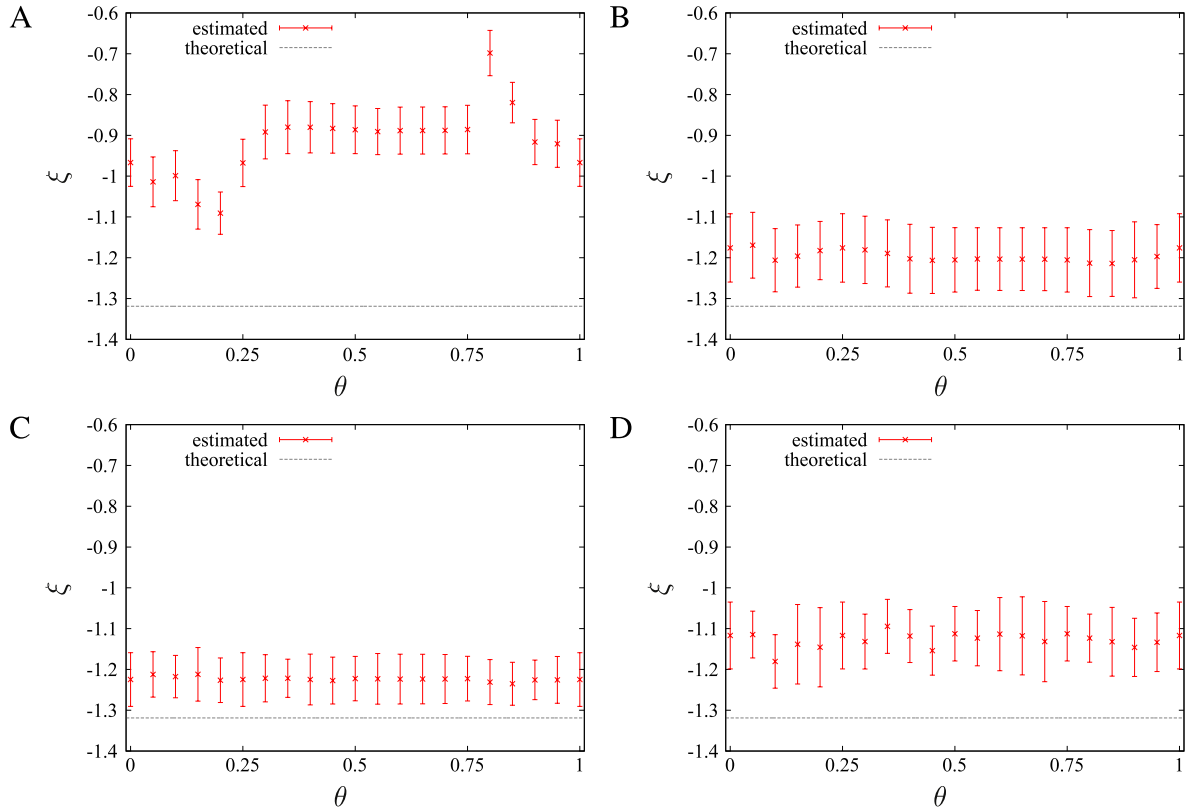 A
-0.6
-0.7
-0.8
-0.9
-1
-1.1
-1.2
-1.3
-1.4
ξ
estimated
theoretical
0
0.25
0.5
0.75
1
θ
B
-0.6
-0.7
-0.8
-0.9
-1
-1.1
-1.2
-1.3
-1.4
ξ
estimated
theoretical
0
0.25
0.5
0.75
1
θ
C
-0.6
-0.7
-0.8
-0.9
-1
-1.1
-1.2
-1.3
-1.4
ξ
estimated
theoretical
0
0.25
0.5
0.75
1
θ
D
-0.6
-0.7
-0.8
-0.9
-1
-1.1
-1.2
-1.3
-1.4
ξ
estimated
theoretical
0
0.25
0.5
0.75
1
θ